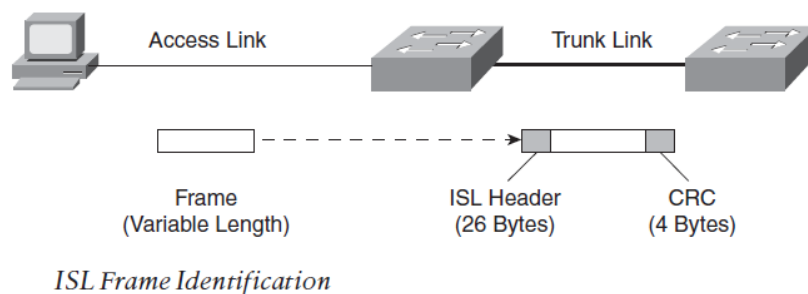 Access Link
Trunk Link
Frame
(Variable Length)
ISL Header
(26 Bytes)
CRC
(4 Bytes)
ISL Frame Identification